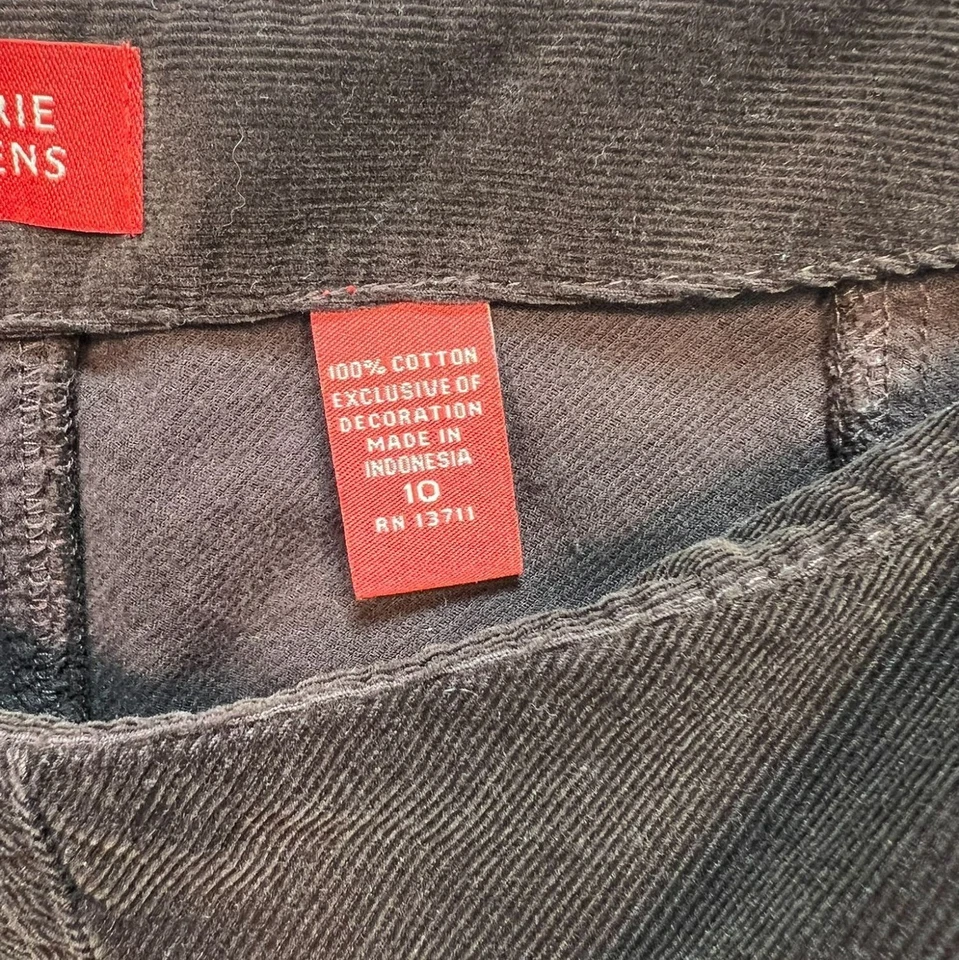 RIE
ENS
100% COTTON
EXCLUSIVE OF
DECORATION
MADE IN
INDONESIA
10
RN 13711